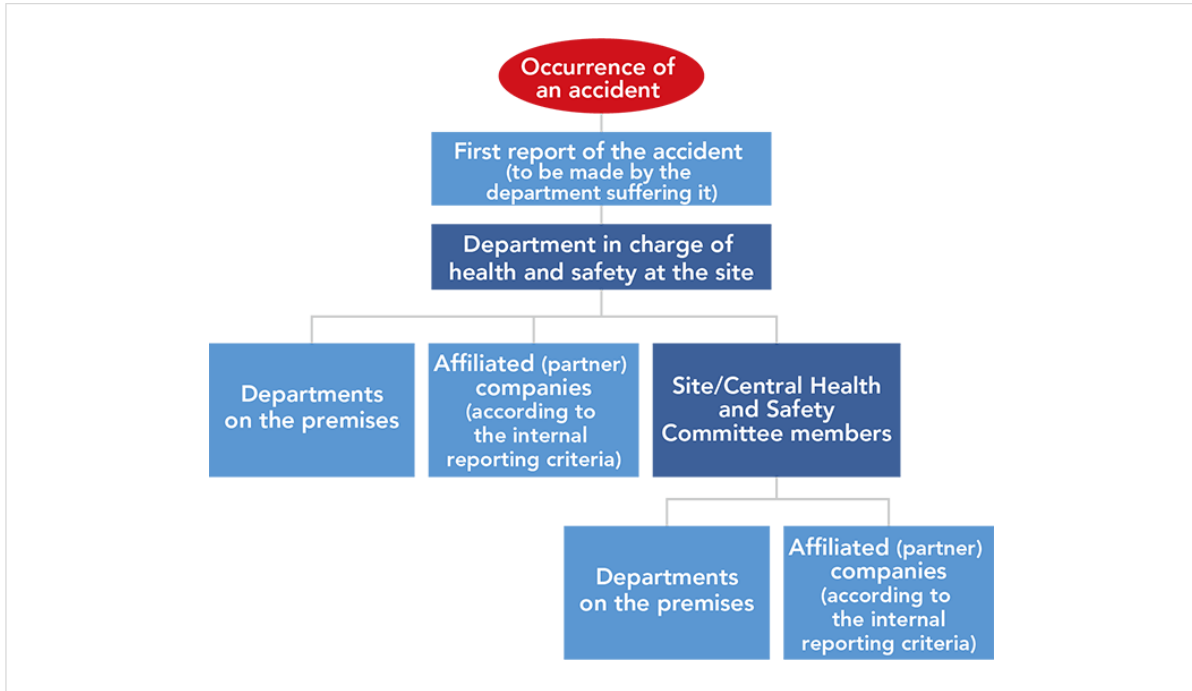 Occurrence of
an accident
First report of the accident
(to be made by the
department suffering it)
Department in charge of
health and safety at the site
Departments
on the premises
Affiliated (partner)
companies
(according to
the internal
reporting criteria)
Site/Central Health
and Safety
Committee members
Departments
on the premises
Affiliated (partner)
companies
(according to
the internal
reporting criteria)